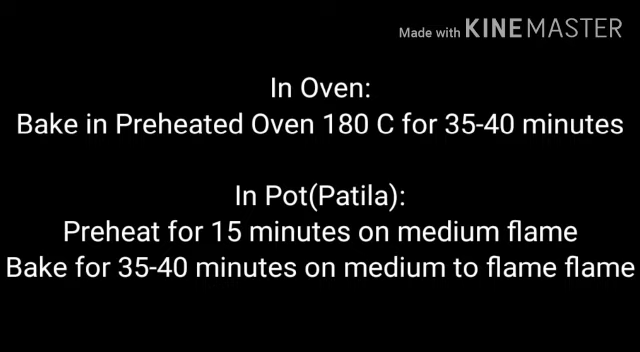 Made with KINEMASTER
In Oven:
Bake in Preheated Oven 180 C for 35-40 minutes
In Pot(Patila):
Preheat for 15 minutes on medium flame
Bake for 35-40 minutes on medium to flame flame